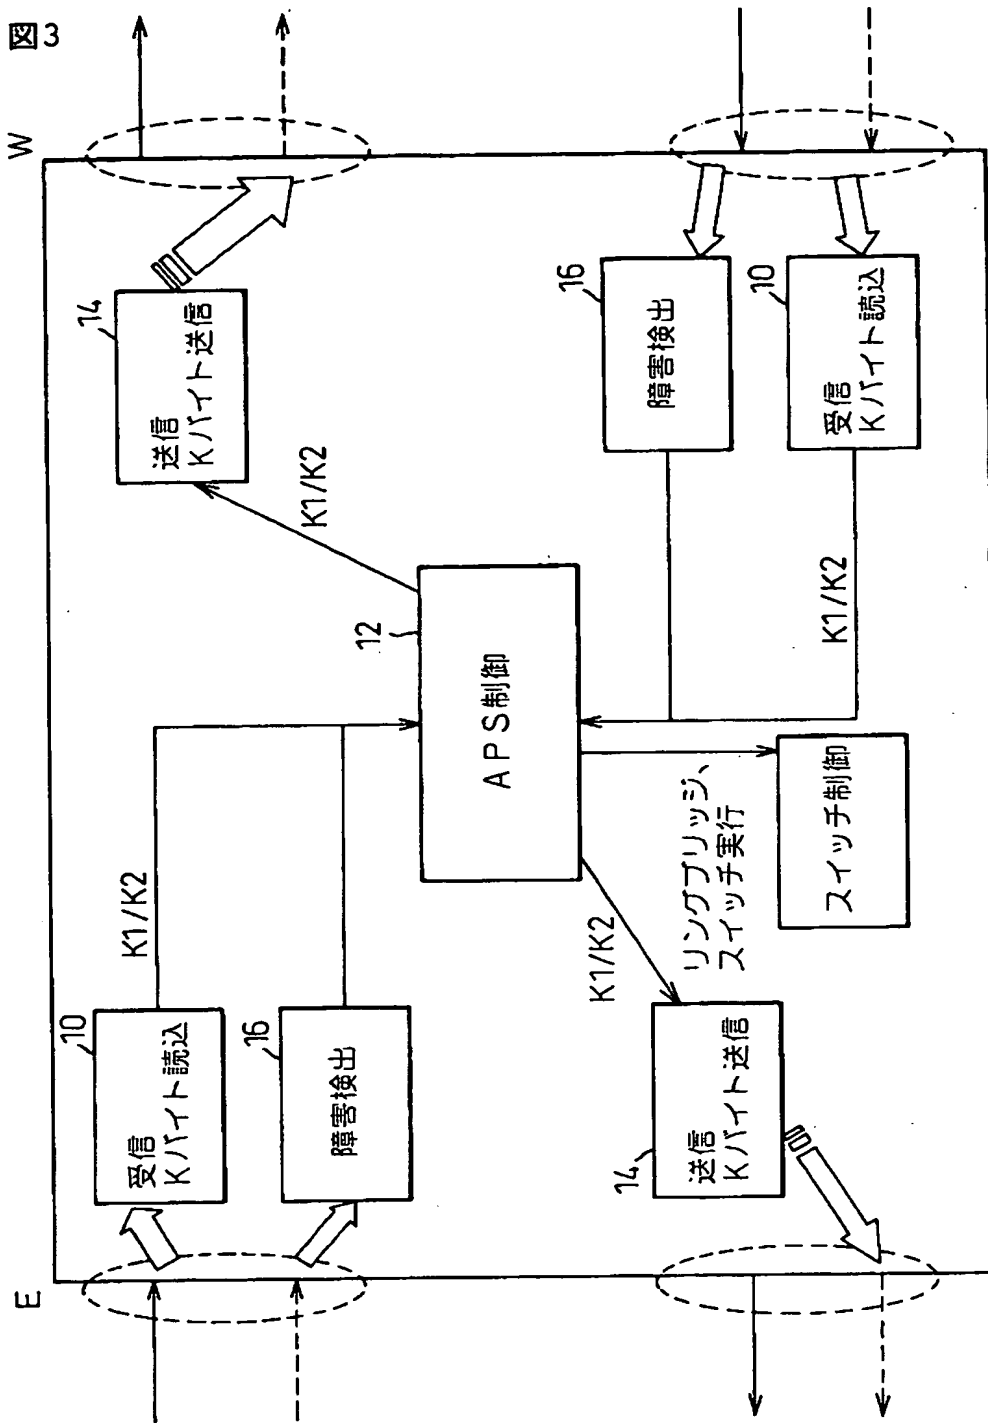 図3
E
W
10
受信
Kバイト読込
K1/K2
14
送信
Kバイト送信
16
障害検出
12
K1/K2
APS制御
16
障害検出
K1/K2
10
受信
Kバイト読込
K1/K2
14
送信
Kバイト送信
リングブリッジ、
スイッチ実行
スイッチ制御